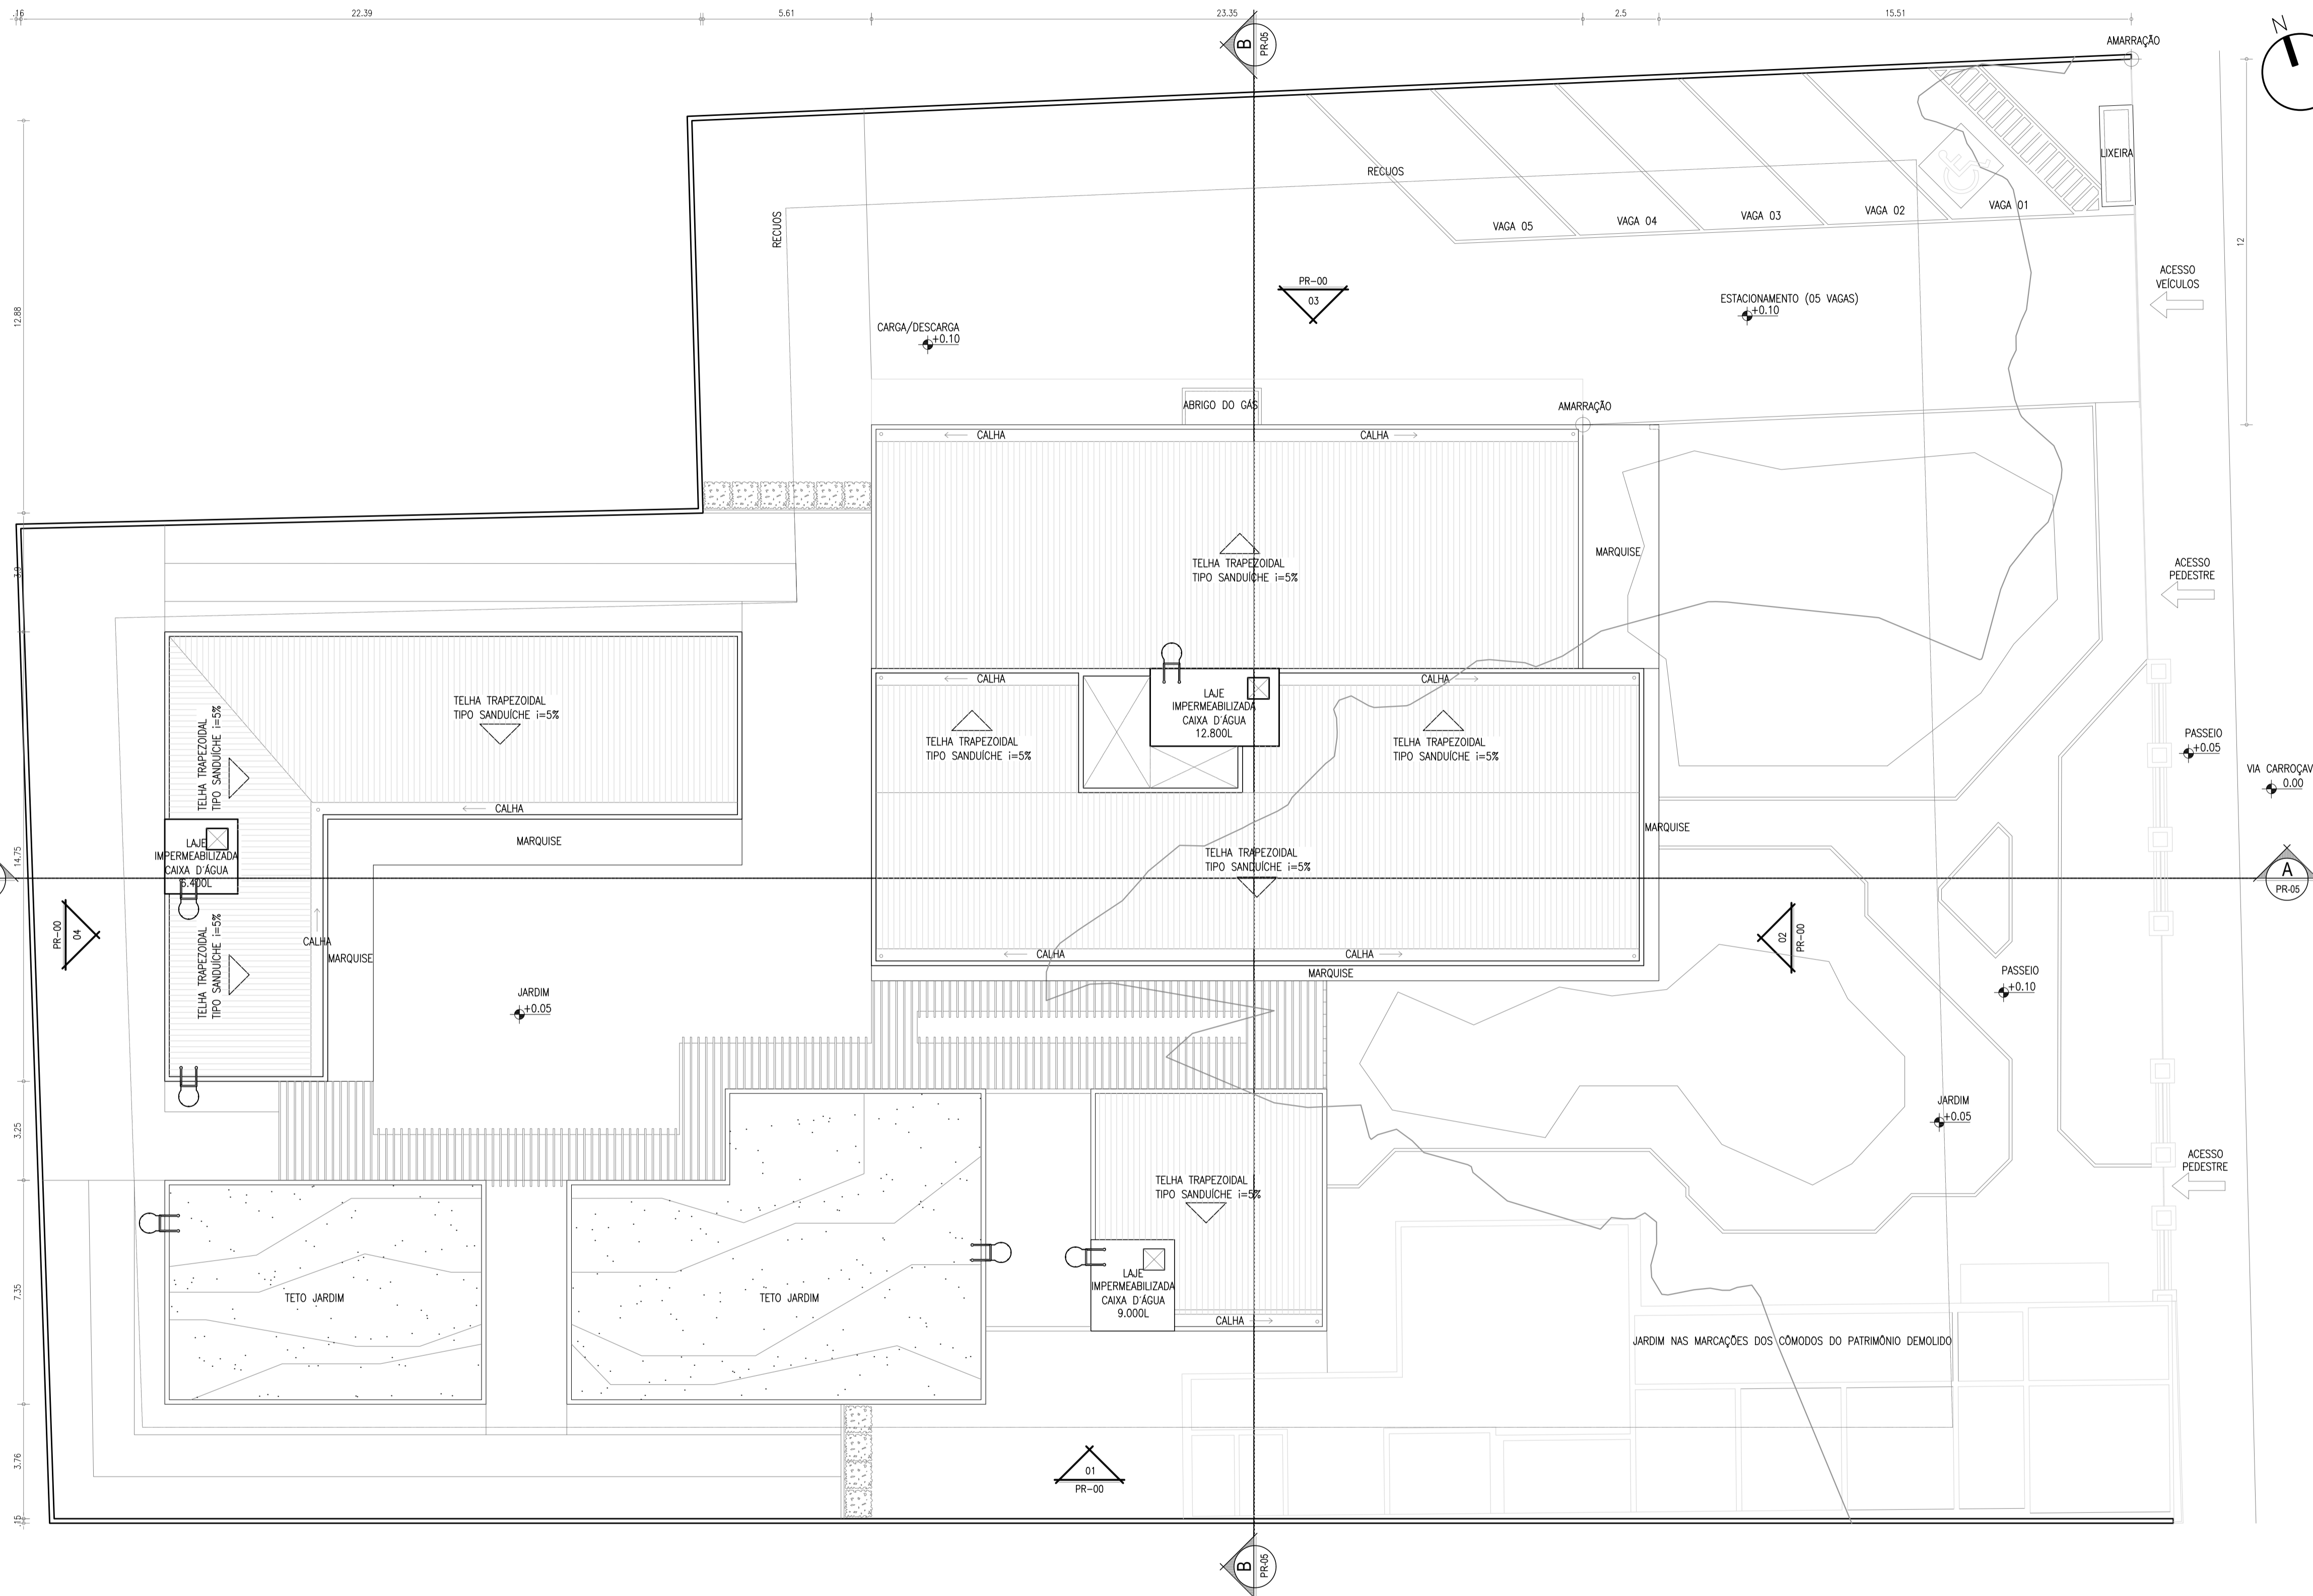 .16
22.39
5.61
23.35
2.5
15.51
B
PR-05
N
AMARRAÇÃO
LIXEIRA
RECUOS
RECUOS
VAGA 05
VAGA 04
VAGA 03
VAGA 02
VAGA 01
12
12.88
PR-00
03
ACESSO
VEÍCULOS
ESTACIONAMENTO (05 VAGAS)
+0.10
CARGA/DESCARGA
+0.10
ABRIGO DO GÁS
AMARRAÇÃO
CALHA
CALHA
MARQUISE
TELHA TRAPEZOIDAL
TIPO SANDUÍCHE i=5%
ACESSO
PEDESTRE
3.9
CALHA
CALHA
LAJE
IMPERMEABILIZADA
CAIXA D'ÁGUA
12.800L
TELHA TRAPEZOIDAL
TIPO SANDUÍCHE i=5%
TELHA TRAPEZOIDAL
TIPO SANDUÍCHE i=5%
TELHA TRAPEZOIDAL
TIPO SANDUÍCHE i=5%
TELHA TRAPEZOIDAL
TIPO SANDUÍCHE i=5%
PASSEIO
+0.05
VIA CARROÇAV
0.00
CALHA
MARQUISE
MARQUISE
LAJE
IMPERMEABILIZADA
CAIXA D'ÁGUA
6.400L
14.75
TELHA TRAPEZOIDAL
TIPO SANDUÍCHE i=5%
A
PR-05
PR-00
04
TELHA TRAPEZOIDAL
TIPO SANDUÍCHE i=5%
CALHA
MARQUISE
CALHA
CALHA
MARQUISE
02
PR-00
PASSEIO
+0.10
JARDIM
+0.05
JARDIM
+0.05
3.25
ACESSO
PEDESTRE
TELHA TRAPEZOIDAL
TIPO SANDUÍCHE i=5%
7.35
TETO JARDIM
TETO JARDIM
LAJE
IMPERMEABILIZADA
CAIXA D'ÁGUA
9.000L
CALHA
JARDIM NAS MARCAÇÕES DOS CÔMODOS DO PATRIMÔNIO DEMOLIDO
3.76
01
PR-00
.15
B
PR-05